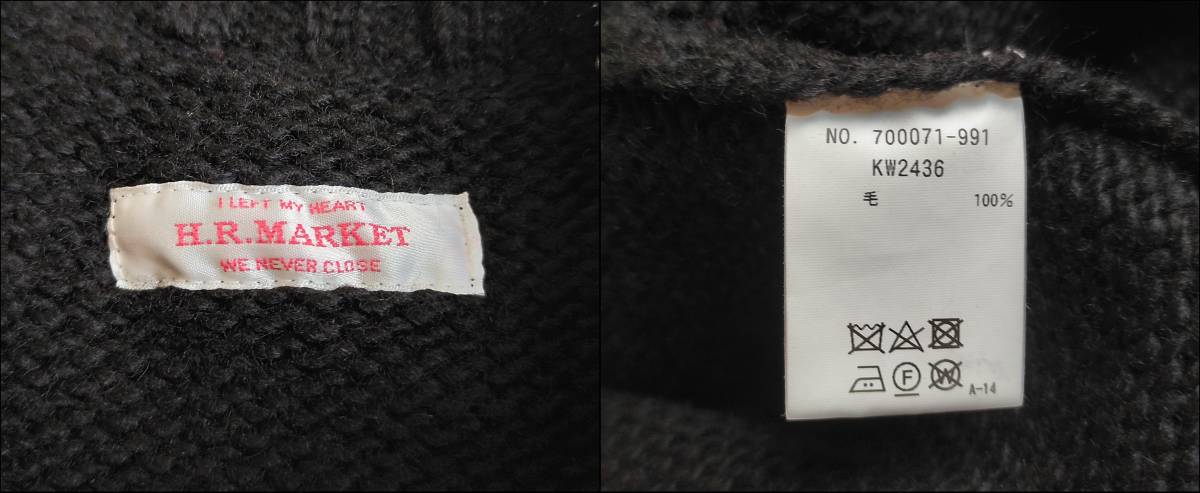 I LEFT MY HEART
H.R.MARKET
WE NEVER CLOSE
NO. 700071-991
KW2436
毛 100%
F W
A-14